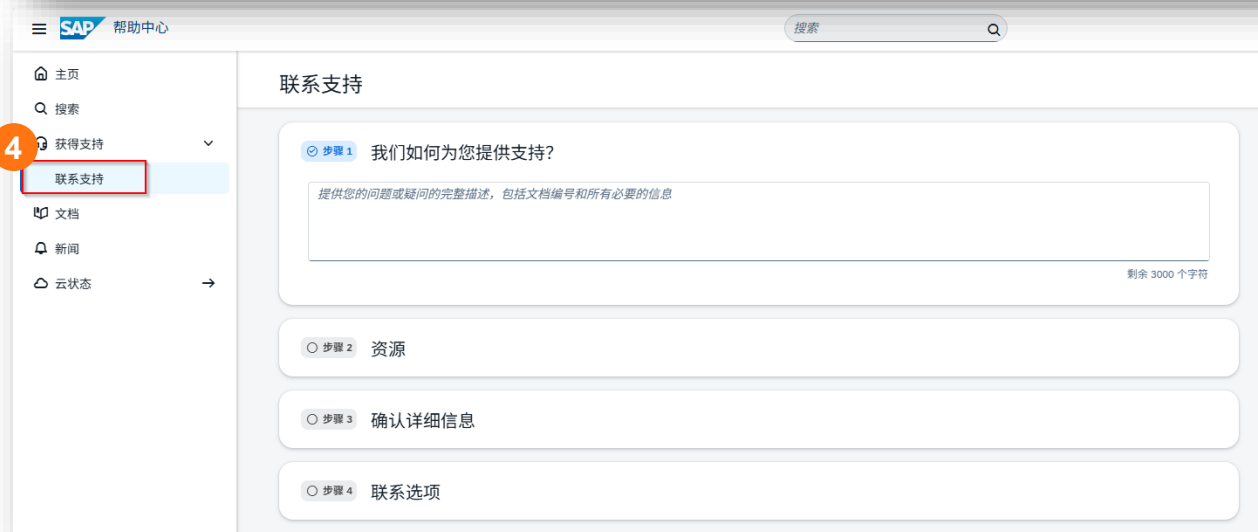 SAP 帮助中心
搜索
主页
搜索
4
获得支持
联系支持
文档
新闻
云状态
联系支持
步骤 1 我们如何为您提供支持?
提供您的问题或疑问的完整描述，包括文档编号和所有必要的信息
剩余 3000 个字符
步骤 2 资源
步骤 3 确认详细信息
步骤 4 联系选项